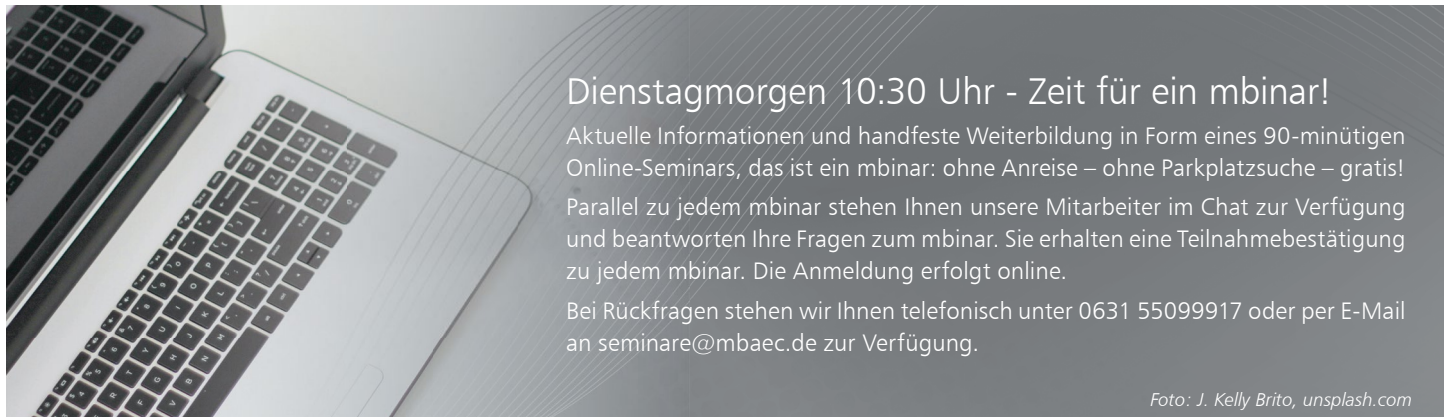 Dienstagmorgen 10:30 Uhr - Zeit für ein mbinar!
Aktuelle Informationen und handfeste Weiterbildung in Form eines 90-minütigen
Online-Seminars, das ist ein mbinar: ohne Anreise – ohne Parkplatzsuche – gratis!
Parallel zu jedem mbinar stehen Ihnen unsere Mitarbeiter im Chat zur Verfügung
und beantworten Ihre Fragen zum mbinar. Sie erhalten eine Teilnahmebestätigung
zu jedem mbinar. Die Anmeldung erfolgt online.
Bei Rückfragen stehen wir Ihnen telefonisch unter 0631 55099917 oder per E-Mail
an seminare@mbaec.de zur Verfügung.
Foto: J. Kelly Brito, unsplash.com